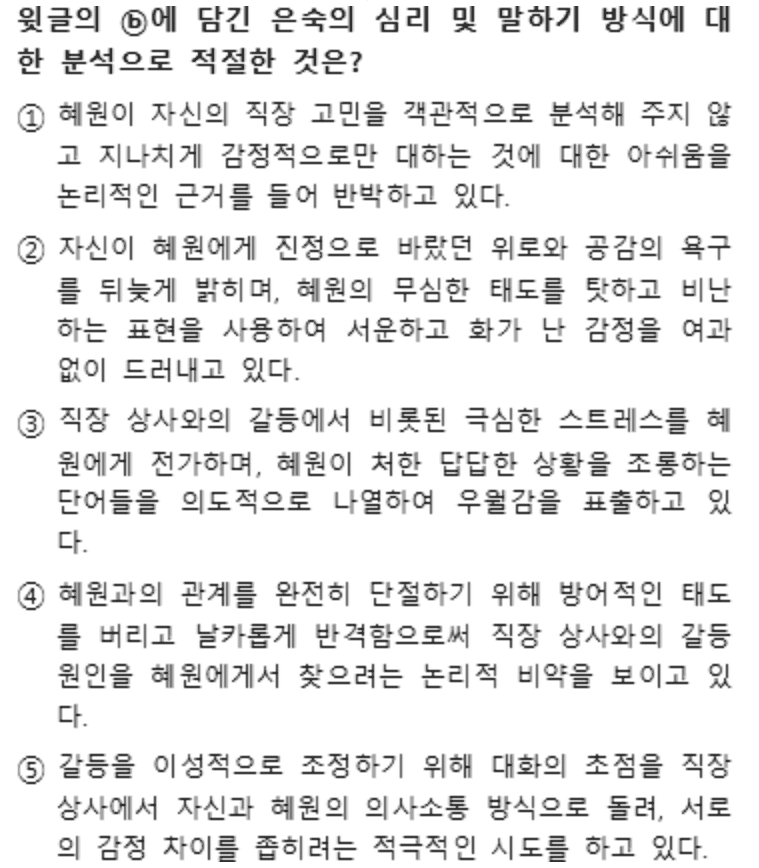 윗글의 ⓑ에 담긴 은숙의 심리 및 말하기 방식에 대
한 분석으로 적절한 것은?
① 혜원이 자신의 직장 고민을 객관적으로 분석해 주지 않
고 지나치게 감정적으로만 대하는 것에 대한 아쉬움을
논리적인 근거를 들어 반박하고 있다.
② 자신이 혜원에게 진정으로 바랐던 위로와 공감의 욕구
를 뒤늦게 밝히며, 혜원의 무심한 태도를 탓하고 비난
하는 표현을 사용하여 서운하고 화가 난 감정을 여과
없이 드러내고 있다.
③ 직장 상사와의 갈등에서 비롯된 극심한 스트레스를 혜
원에게 전가하며, 혜원이 처한 답답한 상황을 조롱하는
단어들을 의도적으로 나열하여 우월감을 표출하고 있
다.
④ 혜원과의 관계를 완전히 단절하기 위해 방어적인 태도
를 버리고 날카롭게 반격함으로써 직장 상사와의 갈등
원인을 혜원에게서 찾으려는 논리적 비약을 보이고 있
다.
⑤ 갈등을 이성적으로 조정하기 위해 대화의 초점을 직장
상사에서 자신과 혜원의 의사소통 방식으로 돌려, 서로
의 감정 차이를 좁히려는 적극적인 시도를 하고 있다.